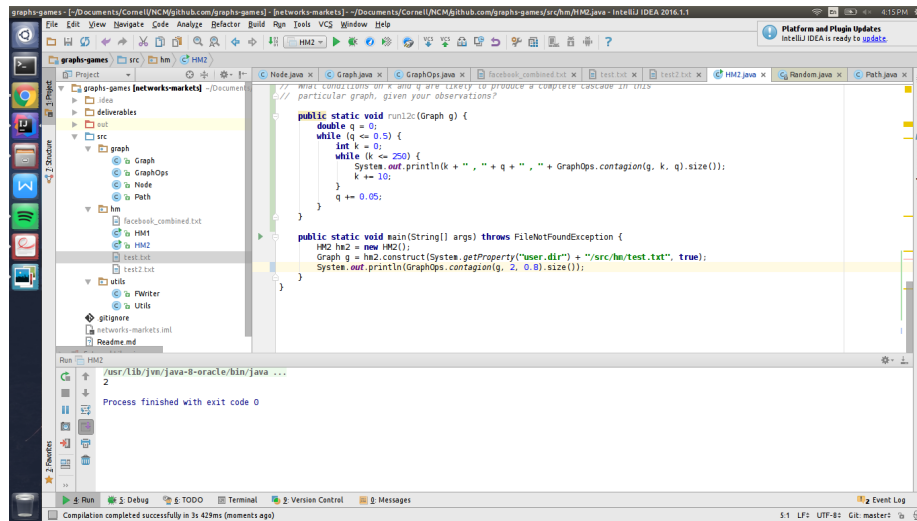 graphs-games - [~/Documents/Cornell/NCM/github.com/graphs-games] - [networks-markets] - ~/Documents/Cornell/NCM/github.com/graphs-games/src/hm/HM2.java - IntelliJ IDEA 2016.1.1
En
4:15PM
File Edit View Navigate Code Analyze Refactor Build Run Tools VCS Window Help
Platform and Plugin Updates
IntelliJ IDEA is ready to update.
HM2
graphs-games src hm HM2
Project
Node.java Graph.java GraphOps.java facebook_combined.txt test.txt test2.txt HM2.java Random.java Path.java
1: Project
Z: Structure
2: Favorites
graphs-games [networks-markets] ~/Document
.idea
deliverables
out
src
graph
Graph
GraphOps
Node
Path
hm
facebook_combined.txt
HM1
HM2
test.txt
test2.txt
utils
FWriter
Utils
gitignore
networks-markets.iml
Readme.md
// What conditions on k and q are likely to produce a complete cascade in this
// particular graph, given your observations?
public static void run12c(Graph g) {
double q = 0;
while (q <= 0.5) {
int k = 0;
while (k <= 250) {
System.out.println(k + " , " + q + " , " + GraphOps.contagion(g, k, q).size());
k += 10;
}
q += 0.05;
}
}
public static void main(String[] args) throws FileNotFoundException {
HM2 hm2 = new HM2();
Graph g = hm2.construct(System.getProperty("user.dir") + "/src/hm/test.txt", true);
System.out.println(GraphOps.contagion(g, 2, 0.8).size());
}
}
Run HM2
/usr/lib/jvm/java-8-oracle/bin/java ...
2
Process finished with exit code 0
4: Run 5: Debug 6: TODO Terminal 9: Version Control 0: Messages
2 Event Log
Compilation completed successfully in 3s 429ms (moments ago)
5:1 LF÷ UTF-8÷ Git: master÷